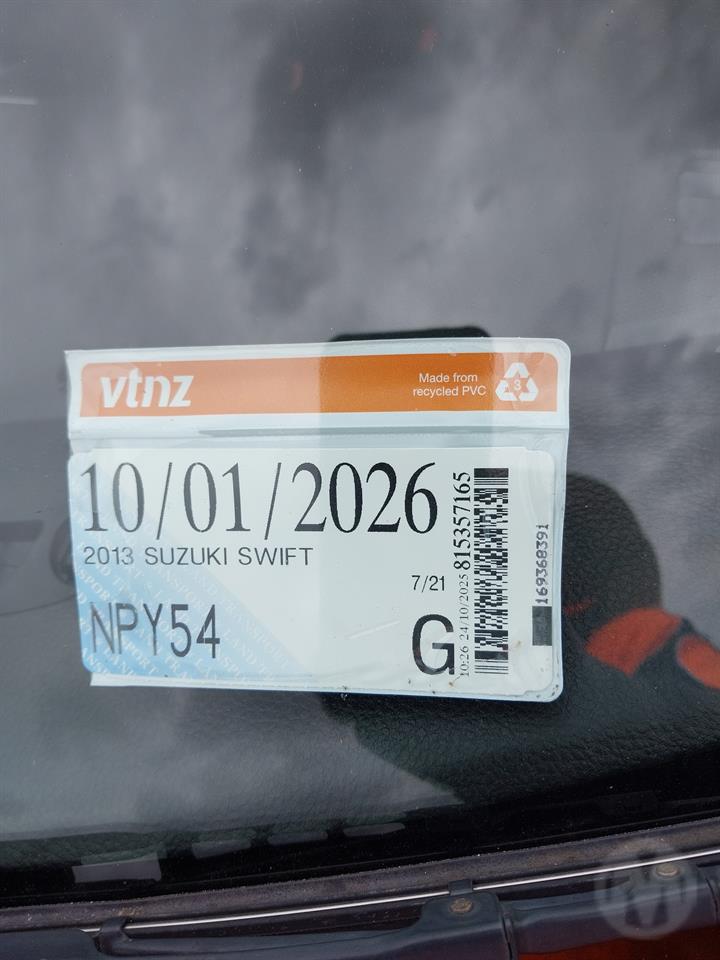 vtnz
Made from
recycled PVC
3
10/01/2026
2013 SUZUKI SWIFT
7/21
NPY54
G
10:26 24/10/2025
815357165
169368391